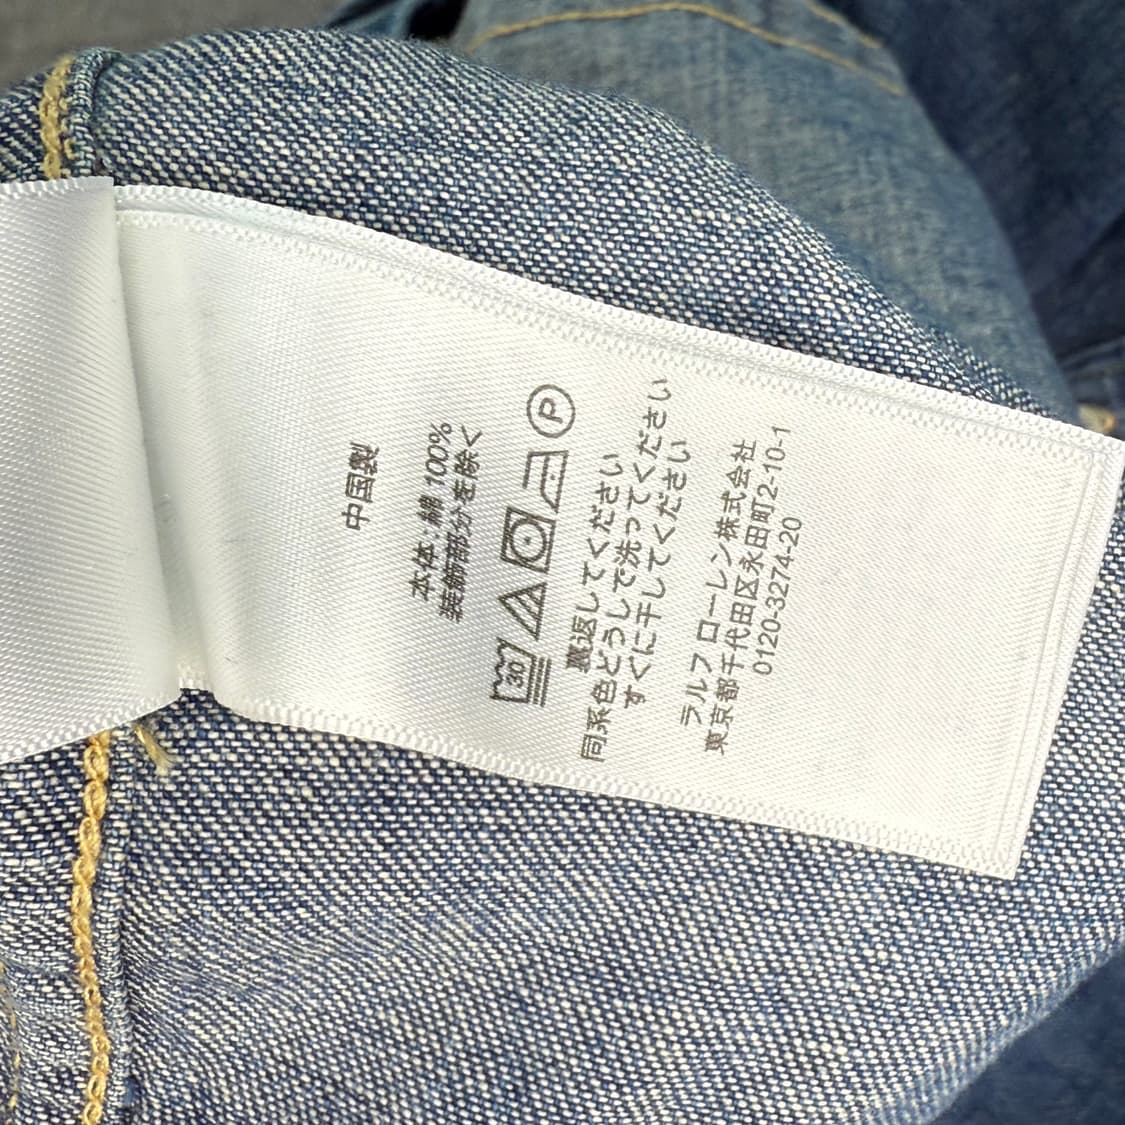 中国製
本体: 綿 100%
装飾部分を除く
30
P
裏返してください
同系色どうしで洗ってください
すぐに干してください
ラルフ ローレン株式会社
東京都千代田区永田町2-10-1
0120-3274-20